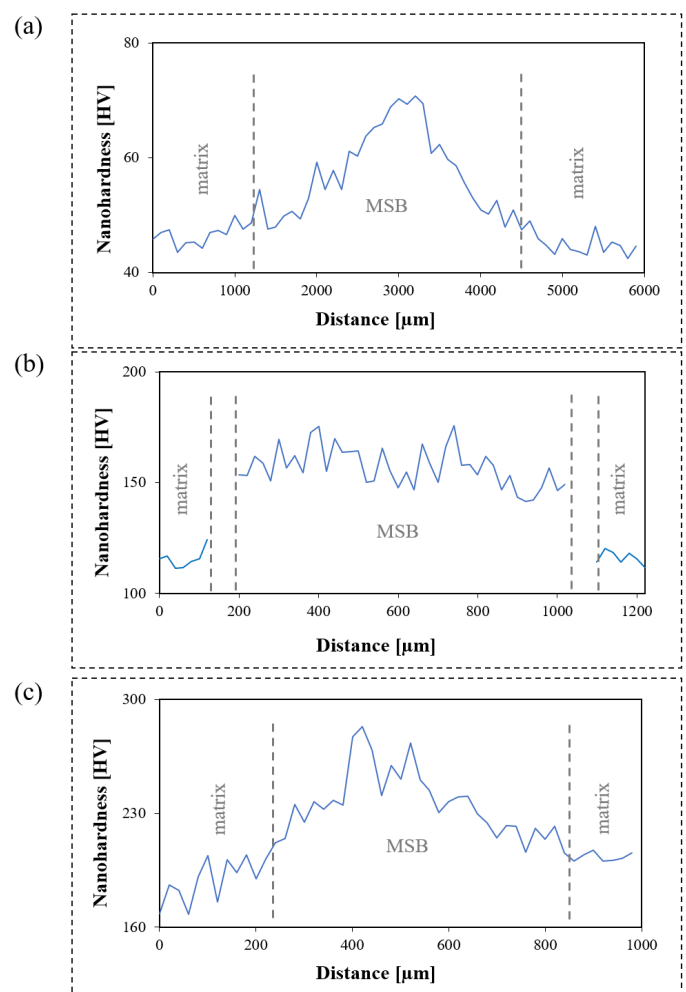 (a)
80
60
40
Nanohardness [HV]
matrix
MSB
matrix
0 1000 2000 3000 4000 5000 6000
Distance [µm]
(b)
200
150
100
Nanohardness [HV]
matrix
MSB
matrix
0 200 400 600 800 1000 1200
Distance [µm]
(c)
300
230
160
Nanohardness [HV]
matrix
MSB
matrix
0 200 400 600 800 1000
Distance [µm]